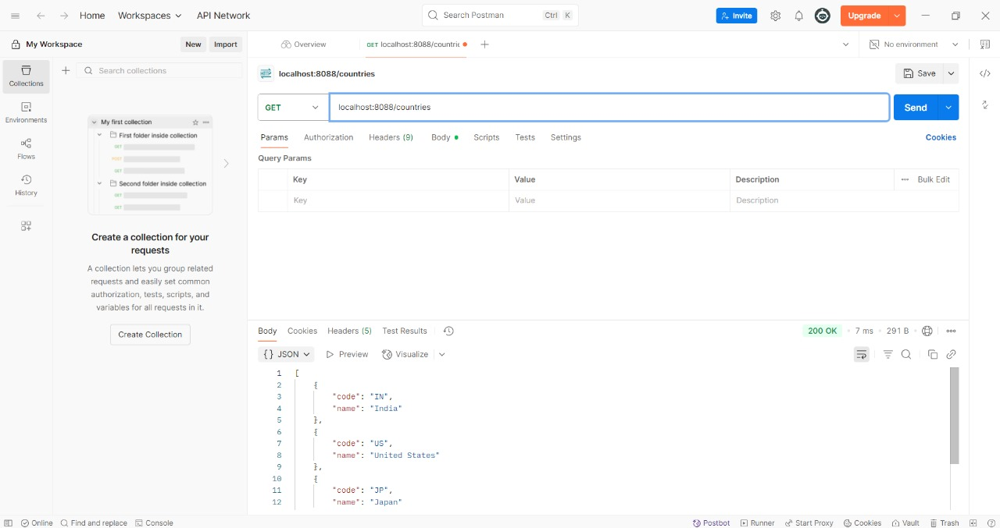 Home Workspaces API Network Search Postman Ctrl K Invite Upgrade
My Workspace New Import Overview GET localhost:8088/countrie No environment
Collections
Search collections
localhost:8088/countries Save
Environments
Flows
History
GET localhost:8088/countries Send
Params Authorization Headers (9) Body Scripts Tests Settings Cookies
Query Params
Key Value Description Bulk Edit
Key Value Description
My first collection
First folder inside collection
GET
POST
GET
Second folder inside collection
GET
GET
Create a collection for your
requests
A collection lets you group related
requests and easily set common
authorization, tests, scripts, and
variables for all requests in it.
Create Collection
Body Cookies Headers (5) Test Results 200 OK 7 ms 291 B
{} JSON Preview Visualize
1 [
2 {
3 "code": "IN",
4 "name": "India"
5 },
6 {
7 "code": "US",
8 "name": "United States"
9 },
10 {
11 "code": "JP",
12 "name": "Japan"
Online Find and replace Console Postbot Runner Start Proxy Cookies Vault Trash